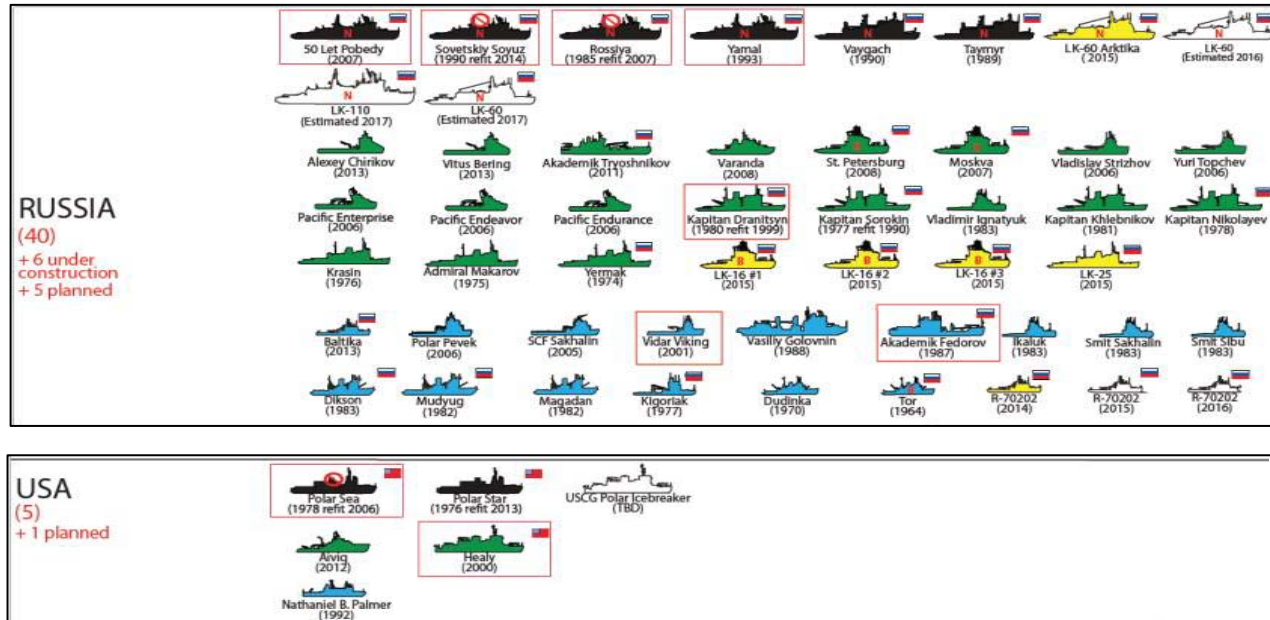 N
N
N
N
N
N
N
N
50 Let Pobedy
Sovetskiy Soyuz
Rossiya
Yamal
Vaygach
Taymyr
LK-60 Arktika
LK-60
(2007)
(1990 refit 2014)
(1985 refit 2007)
(1993)
(1990)
(1989)
(2015)
(Estimated 2016)
N
N
LK-110
LK-60
(Estimated 2017)
(Estimated 2017)
B
B
Alexey Chirikov
Vitus Bering
Akademik Tryoshnikov
Varanda
St. Petersburg
Moskva
Vladislav Strizhov
Yuri Topchev
(2013)
(2013)
(2011)
(2008)
(2008)
(2007)
(2006)
(2006)
RUSSIA
(40)
+ 6 under
construction
+ 5 planned
Pacific Enterprise
Pacific Endeavor
Pacific Endurance
Kapitan Dranitsyn
Kapitan Sorokin
Vladimir Ignatyuk
Kapitan Khlebnikov
Kapitan Nikolayev
(2006)
(2006)
(2006)
(1980 refit 1999)
(1977 refit 1990)
(1983)
(1981)
(1978)
B
B
B
Krasin
Admiral Makarov
Yermak
LK-16 #1
LK-16 #2
LK-16 #3
LK-25
(1976)
(1975)
(1974)
(2015)
(2015)
(2015)
(2015)
Baltika
Polar Pevek
SCF Sakhalin
Vidar Viking
Vasiliy Golovnin
Akademik Fedorov
Ikaluk
Smit Sakhalin
Smit Sibu
(2013)
(2006)
(2005)
(2001)
(1988)
(1987)
(1983)
(1983)
(1983)
B
Dikson
Mudyug
Magadan
Kigoriak
Dudinka
Tor
R-70202
R-70202
R-70202
(1983)
(1982)
(1982)
(1977)
(1970)
(1964)
(2014)
(2015)
(2016)
USA
(5)
+ 1 planned
Polar Sea
Polar Star
USCG Polar Icebreaker
(1978 refit 2006)
(1976 refit 2013)
(TBD)
Aiviq
Healy
(2012)
(2000)
Nathaniel B. Palmer
(1992)